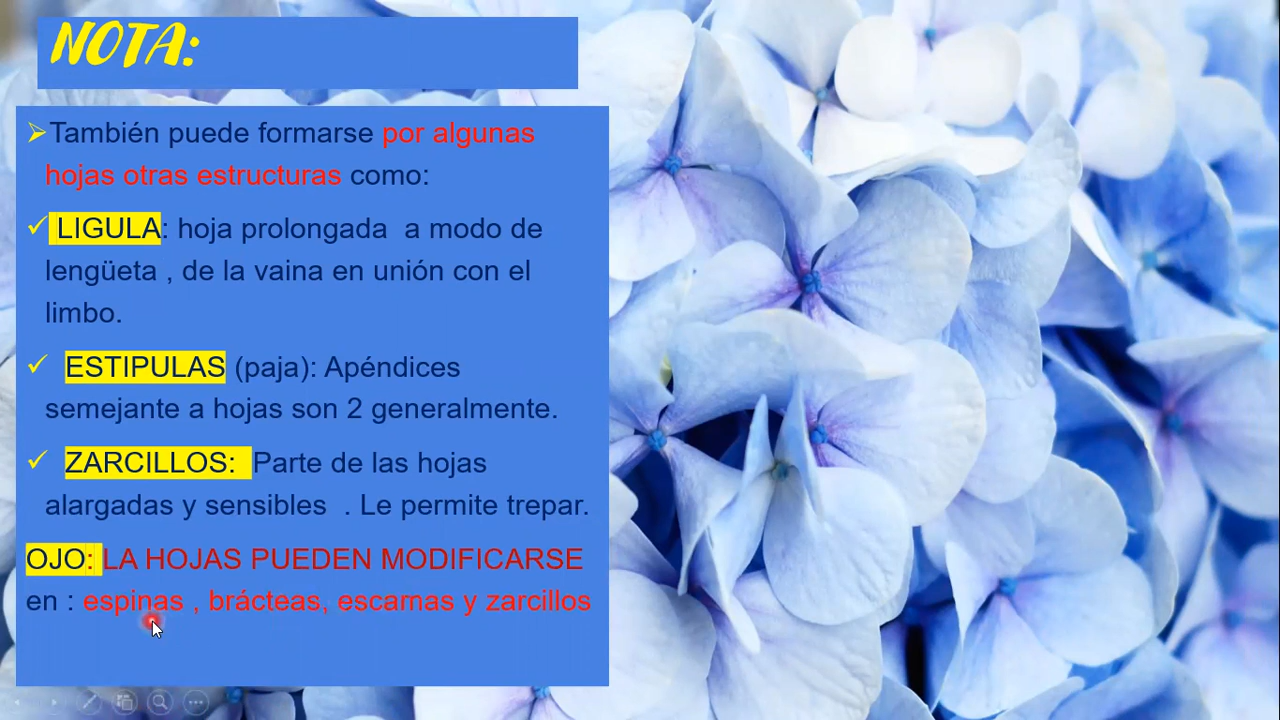 NOTA:
También puede formarse por algunas
hojas otras estructuras como:
LIGULA: hoja prolongada a modo de
lengüeta , de la vaina en unión con el
limbo.
ESTIPULAS (paja): Apéndices
semejante a hojas son 2 generalmente.
ZARCILLOS: Parte de las hojas
alargadas y sensibles . Le permite trepar.
OJO: LA HOJAS PUEDEN MODIFICARSE
en : espinas , brácteas, escamas y zarcillos